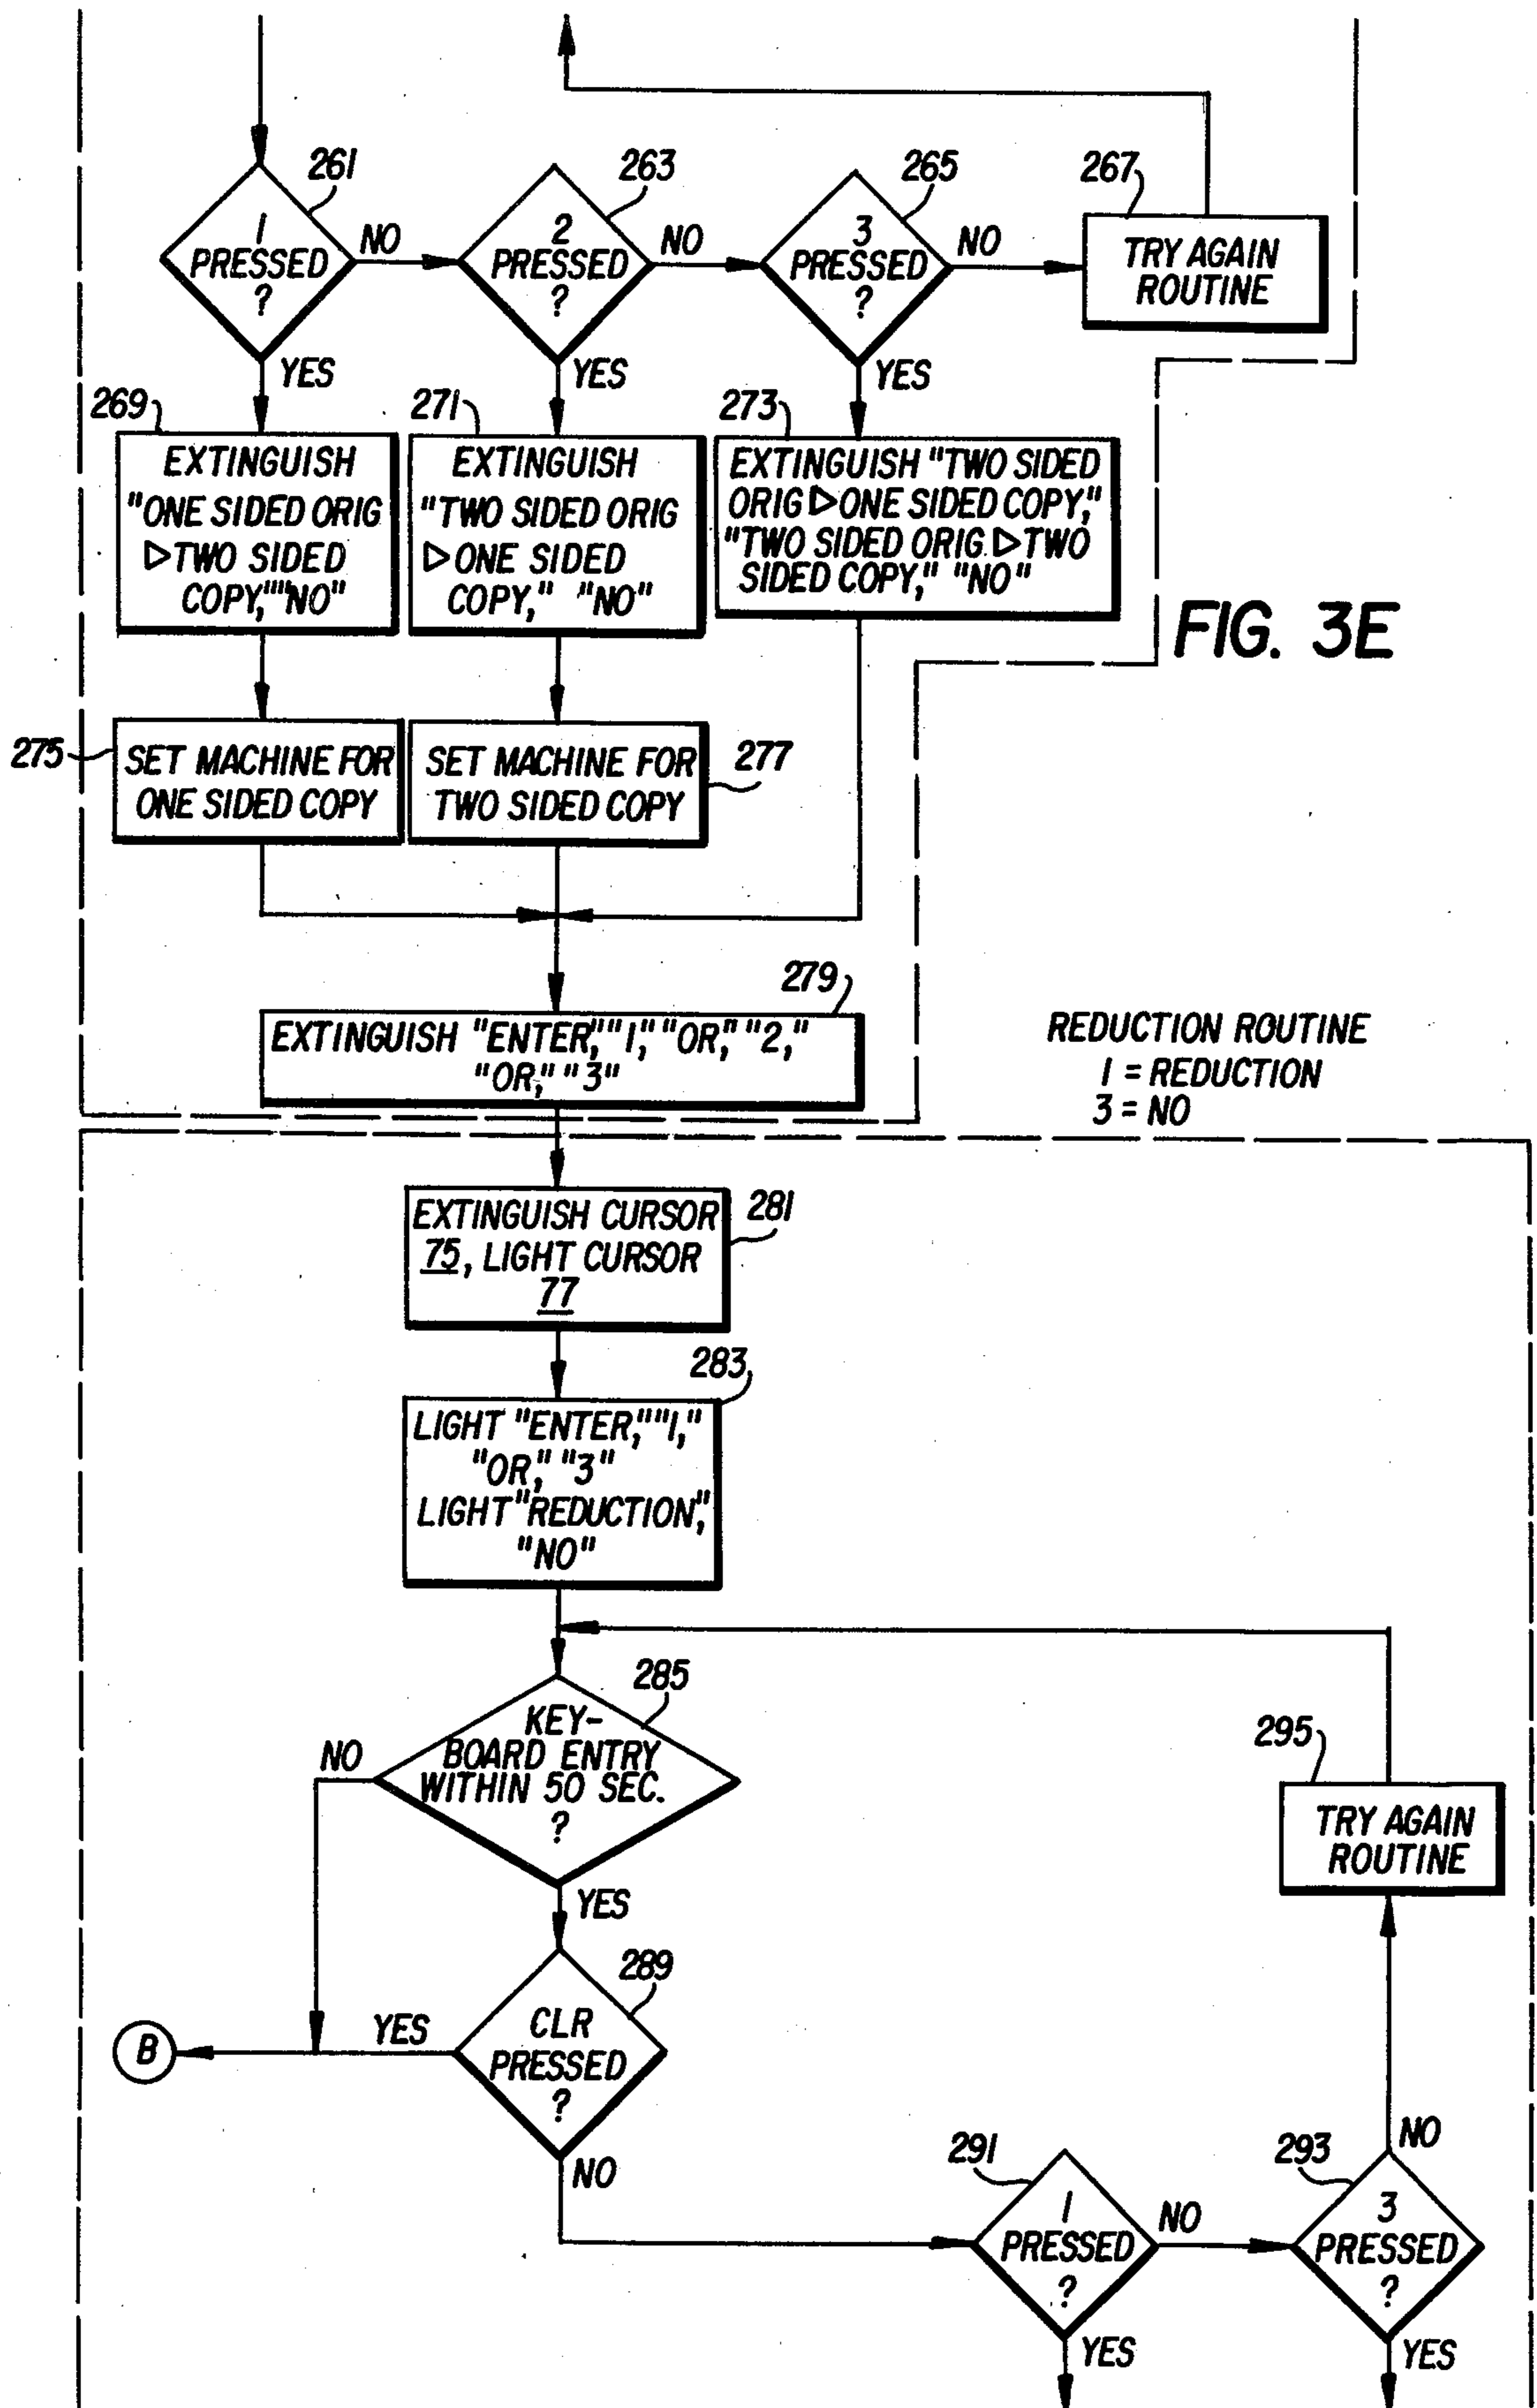 261
263
265
267
1
PRESSED
?
NO
2
PRESSED
?
NO
3
PRESSED
?
NO
TRY AGAIN
ROUTINE
YES
YES
YES
269
271
273
EXTINGUISH
"ONE SIDED ORIG
▷TWO SIDED
COPY,""NO"
EXTINGUISH
"TWO SIDED ORIG
▷ONE SIDED
COPY," "NO"
EXTINGUISH "TWO SIDED
ORIG ▷ONE SIDED COPY,"
"TWO SIDED ORIG ▷TWO
SIDED COPY," "NO"
FIG. 3E
275
SET MACHINE FOR
ONE SIDED COPY
SET MACHINE FOR
TWO SIDED COPY
277
279
EXTINGUISH "ENTER,""1," "OR," "2,"
"OR," "3"
REDUCTION ROUTINE
1 = REDUCTION
3 = NO
281
EXTINGUISH CURSOR
75, LIGHT CURSOR
77
283
LIGHT "ENTER,""1,"
"OR," "3"
LIGHT "REDUCTION,"
"NO"
285
KEY-
BOARD ENTRY
WITHIN 50 SEC.
?
NO
YES
295
TRY AGAIN
ROUTINE
289
CLR
PRESSED
?
YES
B
NO
291
1
PRESSED
?
NO
293
3
PRESSED
?
NO
YES
YES